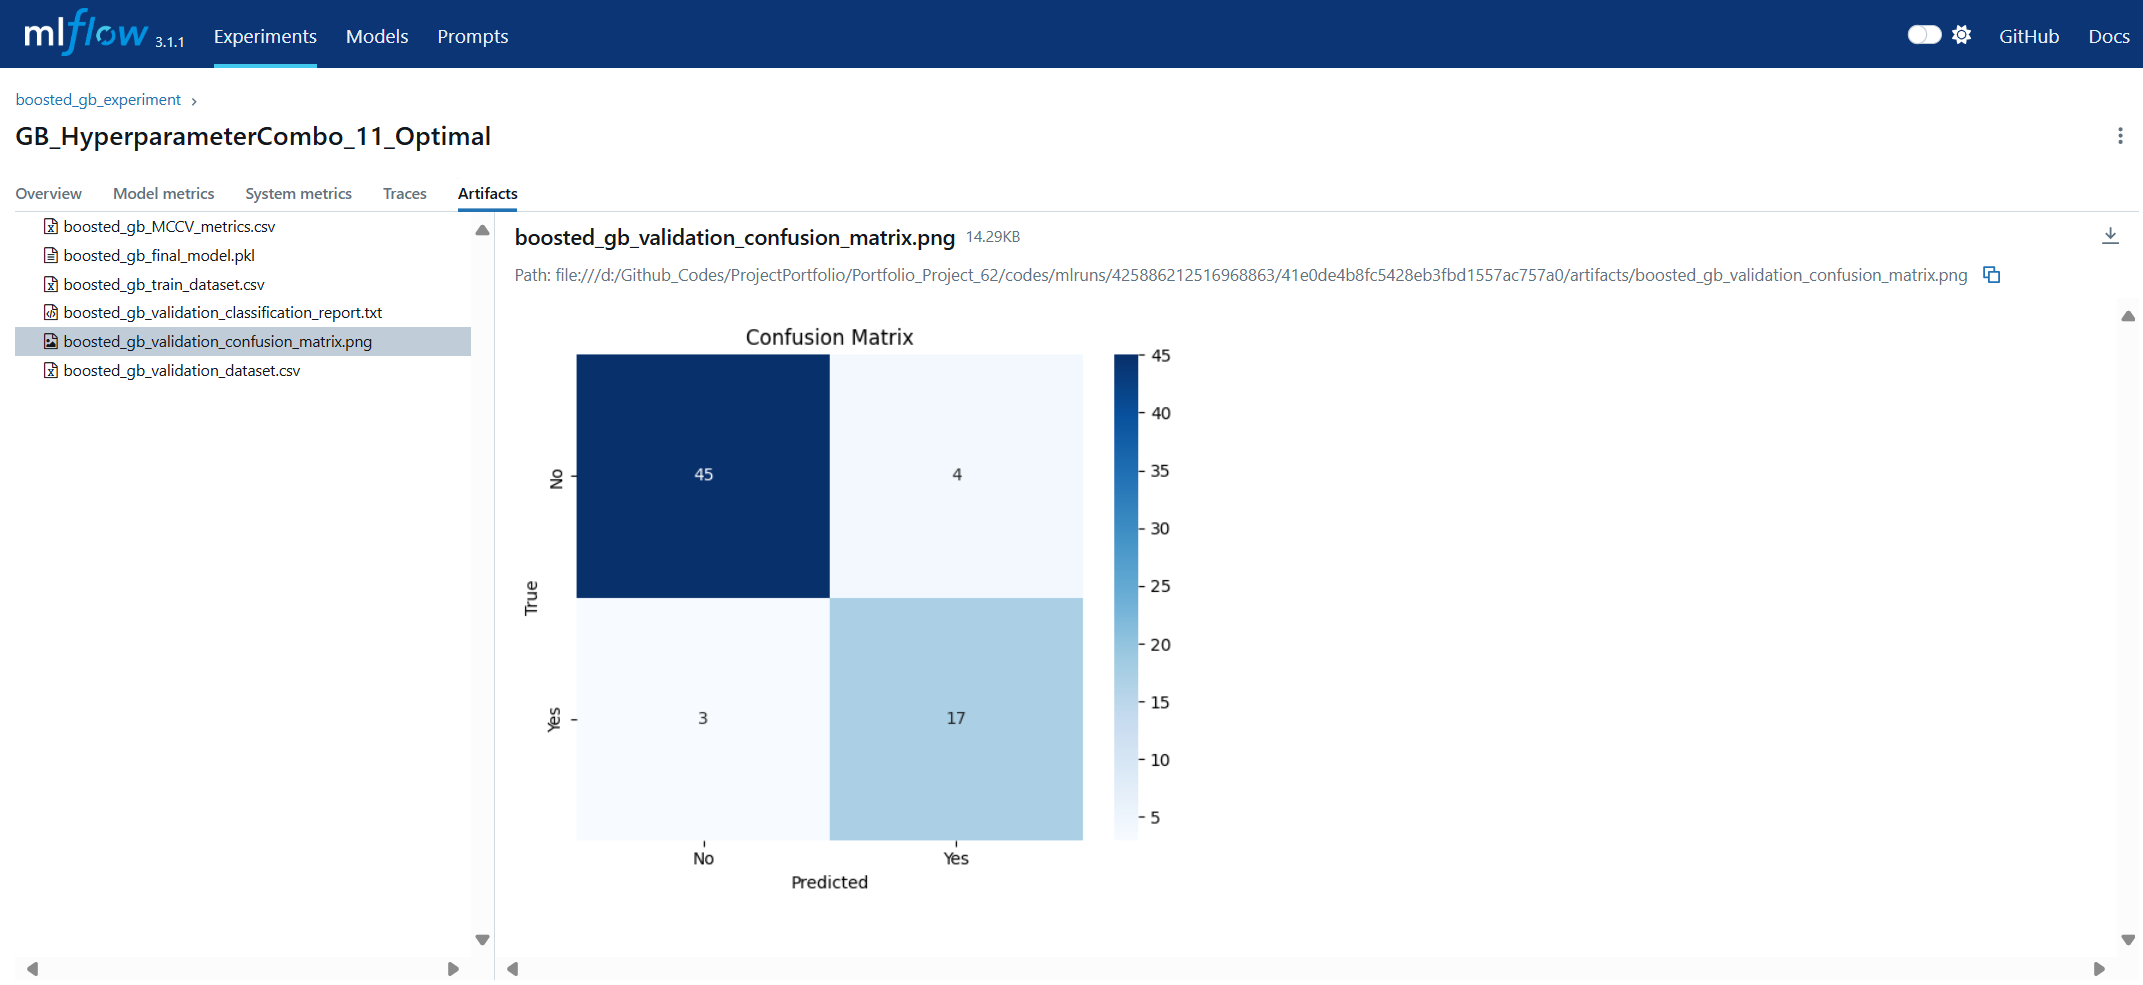 mlflow 3.1.1 Experiments Models Prompts GitHub Docs
boosted_gb_experiment
GB_HyperparameterCombo_11_Optimal
Overview Model metrics System metrics Traces Artifacts
boosted_gb_MCCV_metrics.csv
boosted_gb_final_model.pkl
boosted_gb_train_dataset.csv
boosted_gb_validation_classification_report.txt
boosted_gb_validation_confusion_matrix.png
boosted_gb_validation_dataset.csv
boosted_gb_validation_confusion_matrix.png 14.29KB
Path: file:///d:/Github_Codes/ProjectPortfolio/Portfolio_Project_62/codes/mlruns/425886212516968863/41e0de4b8fc5428eb3fbd1557ac757a0/artifacts/boosted_gb_validation_confusion_matrix.png
Confusion Matrix
True
No
45 4
Yes
3 17
No Yes
Predicted
45
40
35
30
25
20
15
10
5